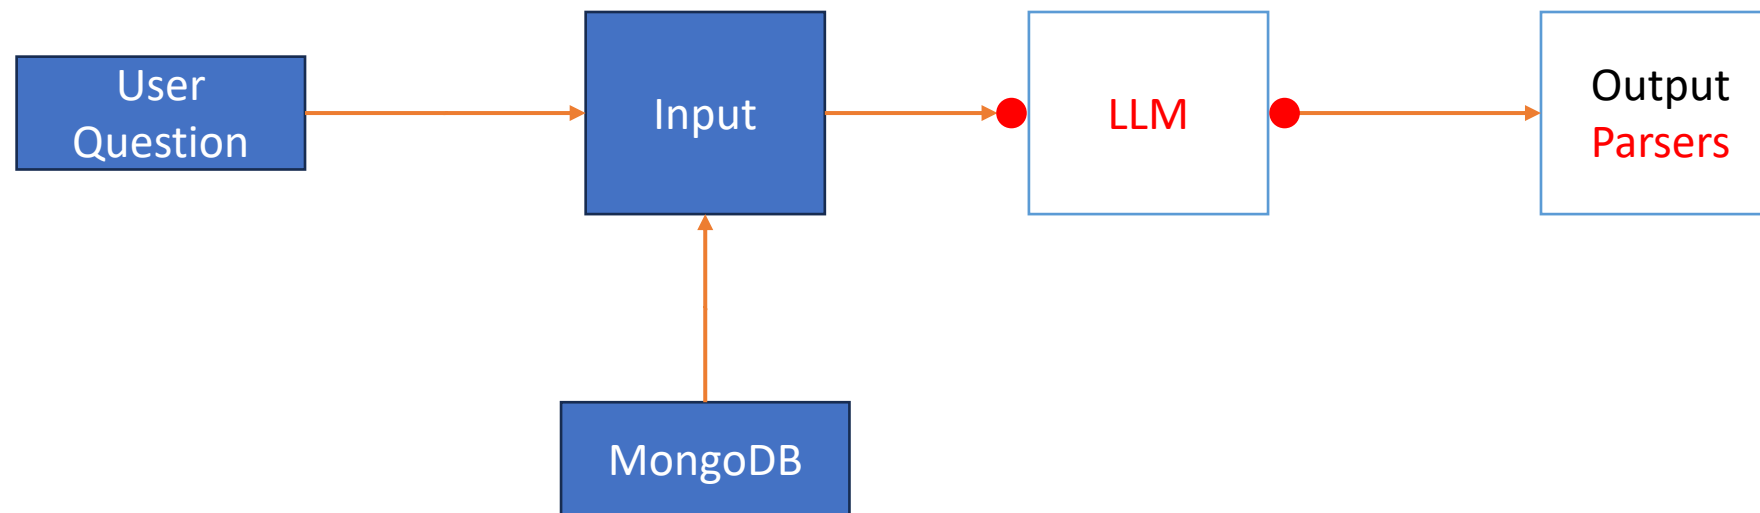 User
Question
Input
LLM
Output
Parsers
MongoDB